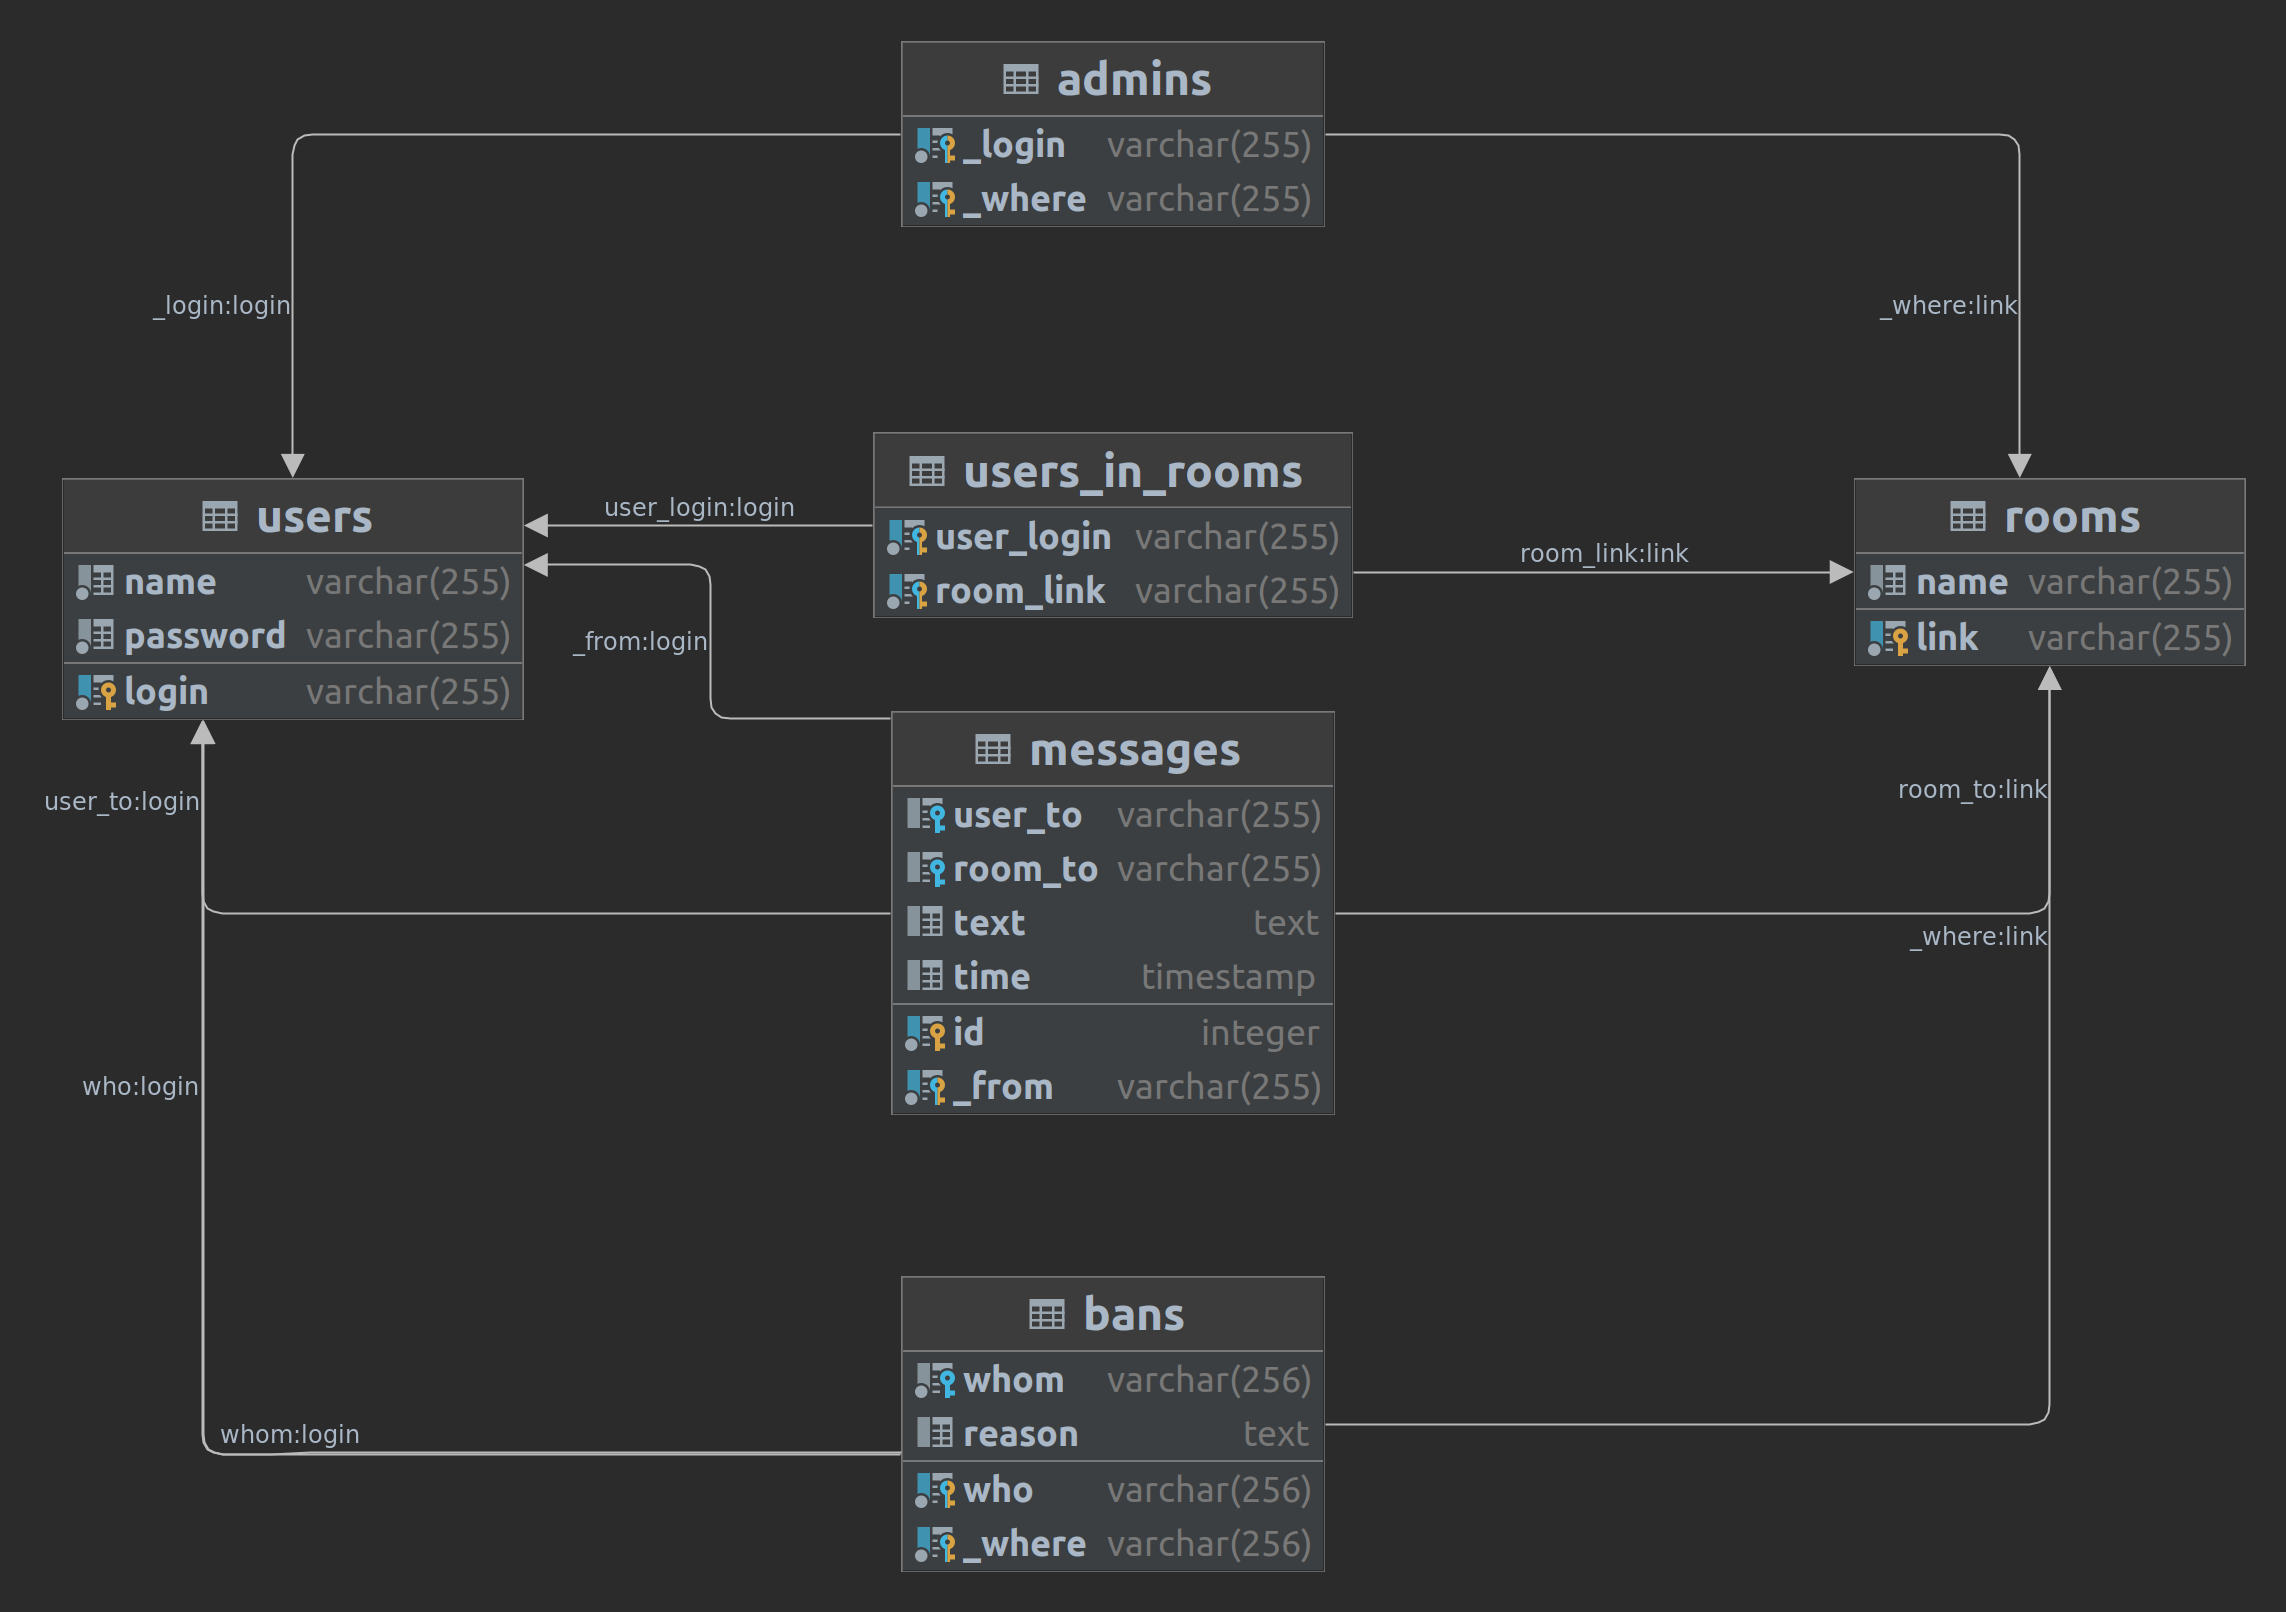 admins
_login varchar(255)
_where varchar(255)
_login:login
_where:link
users
name varchar(255)
password varchar(255)
login varchar(255)
user_login:login
_from:login
users_in_rooms
user_login varchar(255)
room_link varchar(255)
room_link:link
rooms
name varchar(255)
link varchar(255)
messages
user_to varchar(255)
room_to varchar(255)
text text
time timestamp
id integer
_from varchar(255)
user_to:login
room_to:link
_where:link
who:login
whom:login
bans
whom varchar(256)
reason text
who varchar(256)
_where varchar(256)